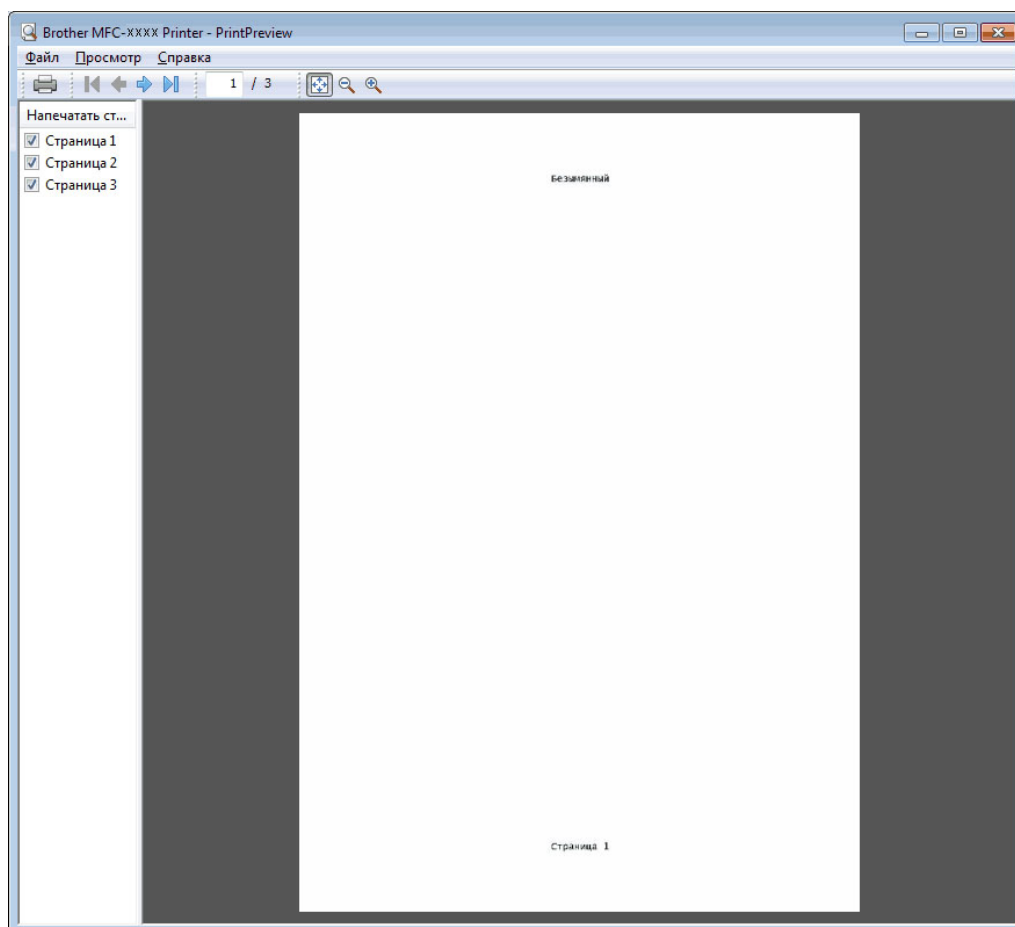 Brother MFC-XXXX Printer - PrintPreview
Файл Просмотр Справка
1 / 3
Напечатать ст...
Страница 1
Страница 2
Страница 3
Безымянный
Страница 1